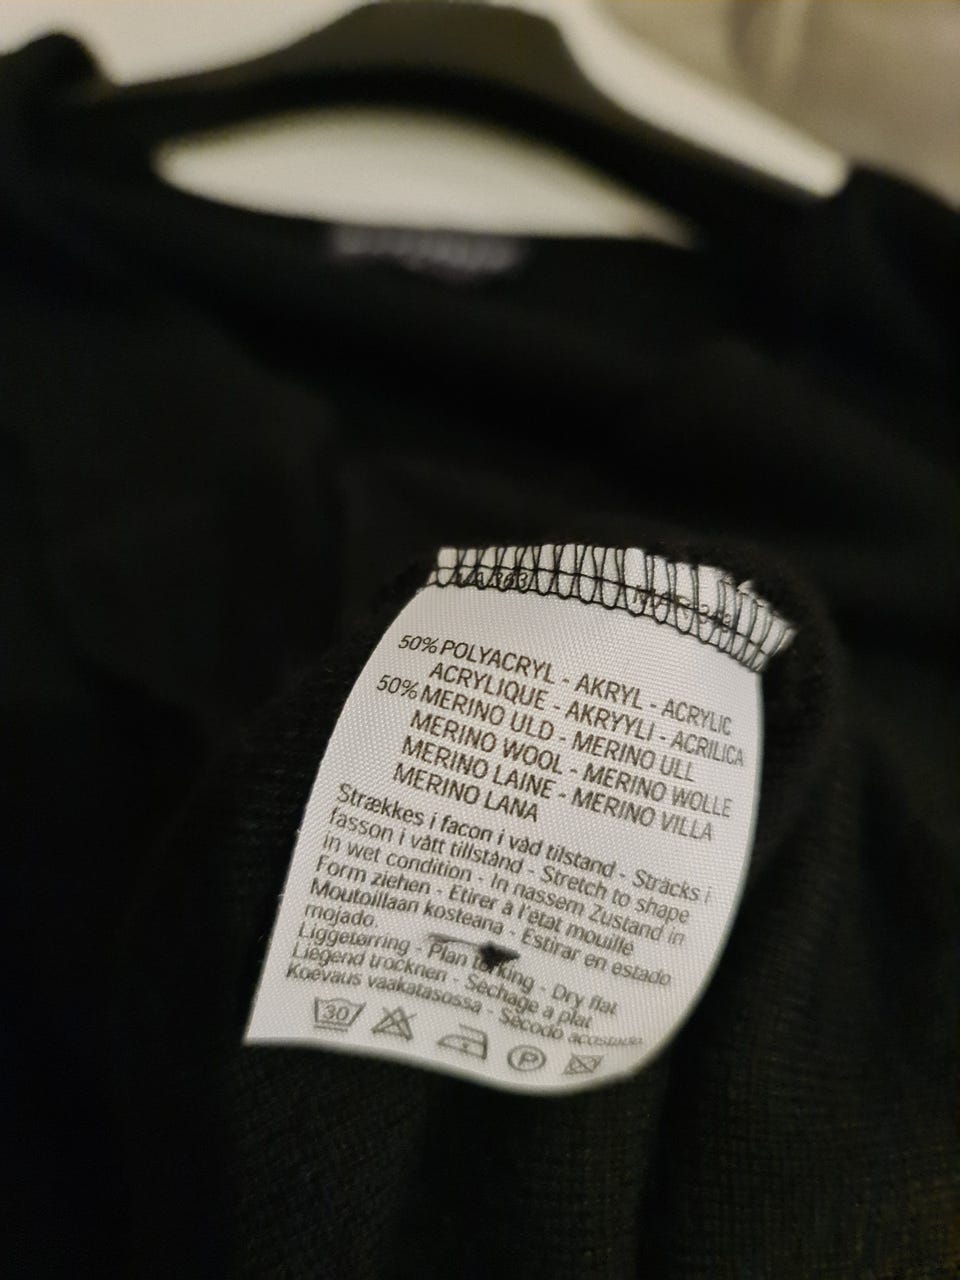 50% POLYACRYL - AKRYL - ACRYLIC
ACRYLIQUE - AKRYYLI - ACRILICA
50% MERINO ULD - MERINO ULL
MERINO WOOL - MERINO WOLLE
MERINO LAINE - MERINO VILLA
MERINO LANA
Strækkes i facon i våd tilstand - Sträcks i
fasson i vått tillstånd - Stretch to shape
in wet condition - In nassem Zustand in
Form ziehen - Etirer à l'état mouille
Moutoillaan kosteana - Estirar en estado
mojado.
Liggetørring - Plan torking - Dry flat
Liegend trocknen - Sechage a plat
Koevaus vaakatasossa - Secodo acostada
30
P